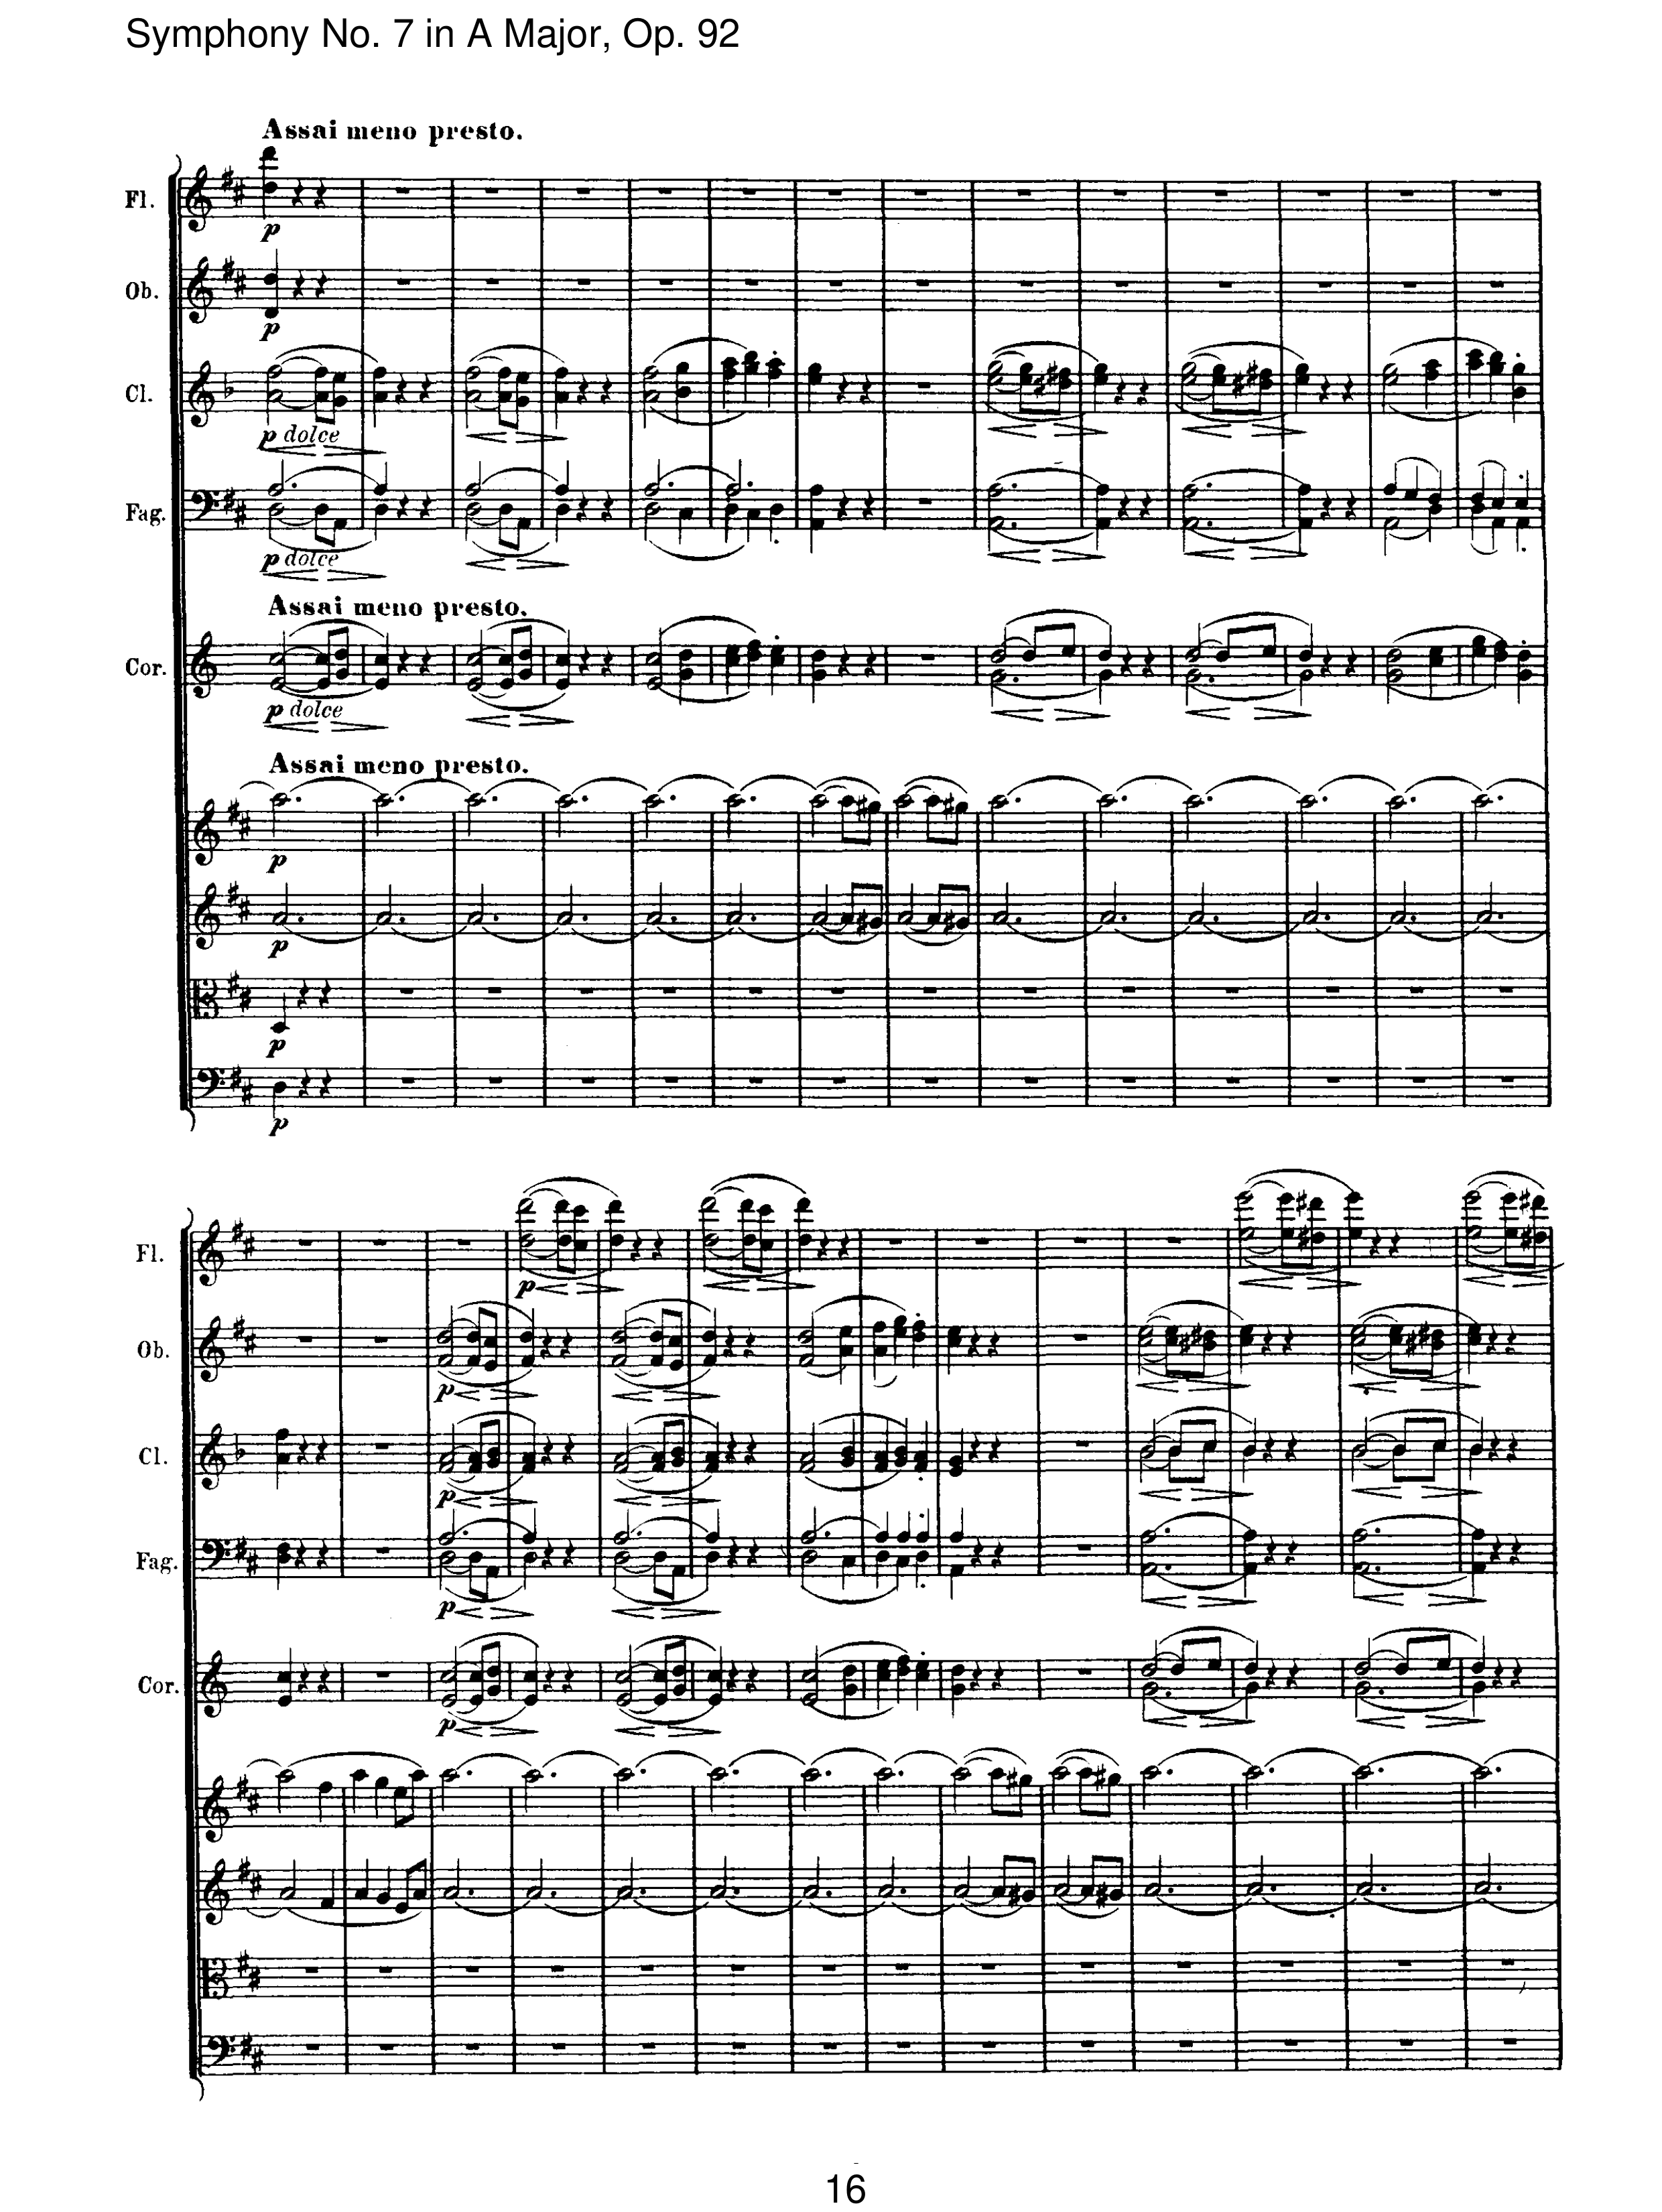 Symphony No. 7 in A Major, Op. 92
Assai meno presto.
Fl.
p
Ob.
p
Cl.
p dolce
Fag.
p dolce
Assai meno presto.
Cor.
p dolce
Assai meno presto.
p
p
p
p
Fl.
p
Ob.
p
Cl.
p
Fag.
p
Cor.
p
16